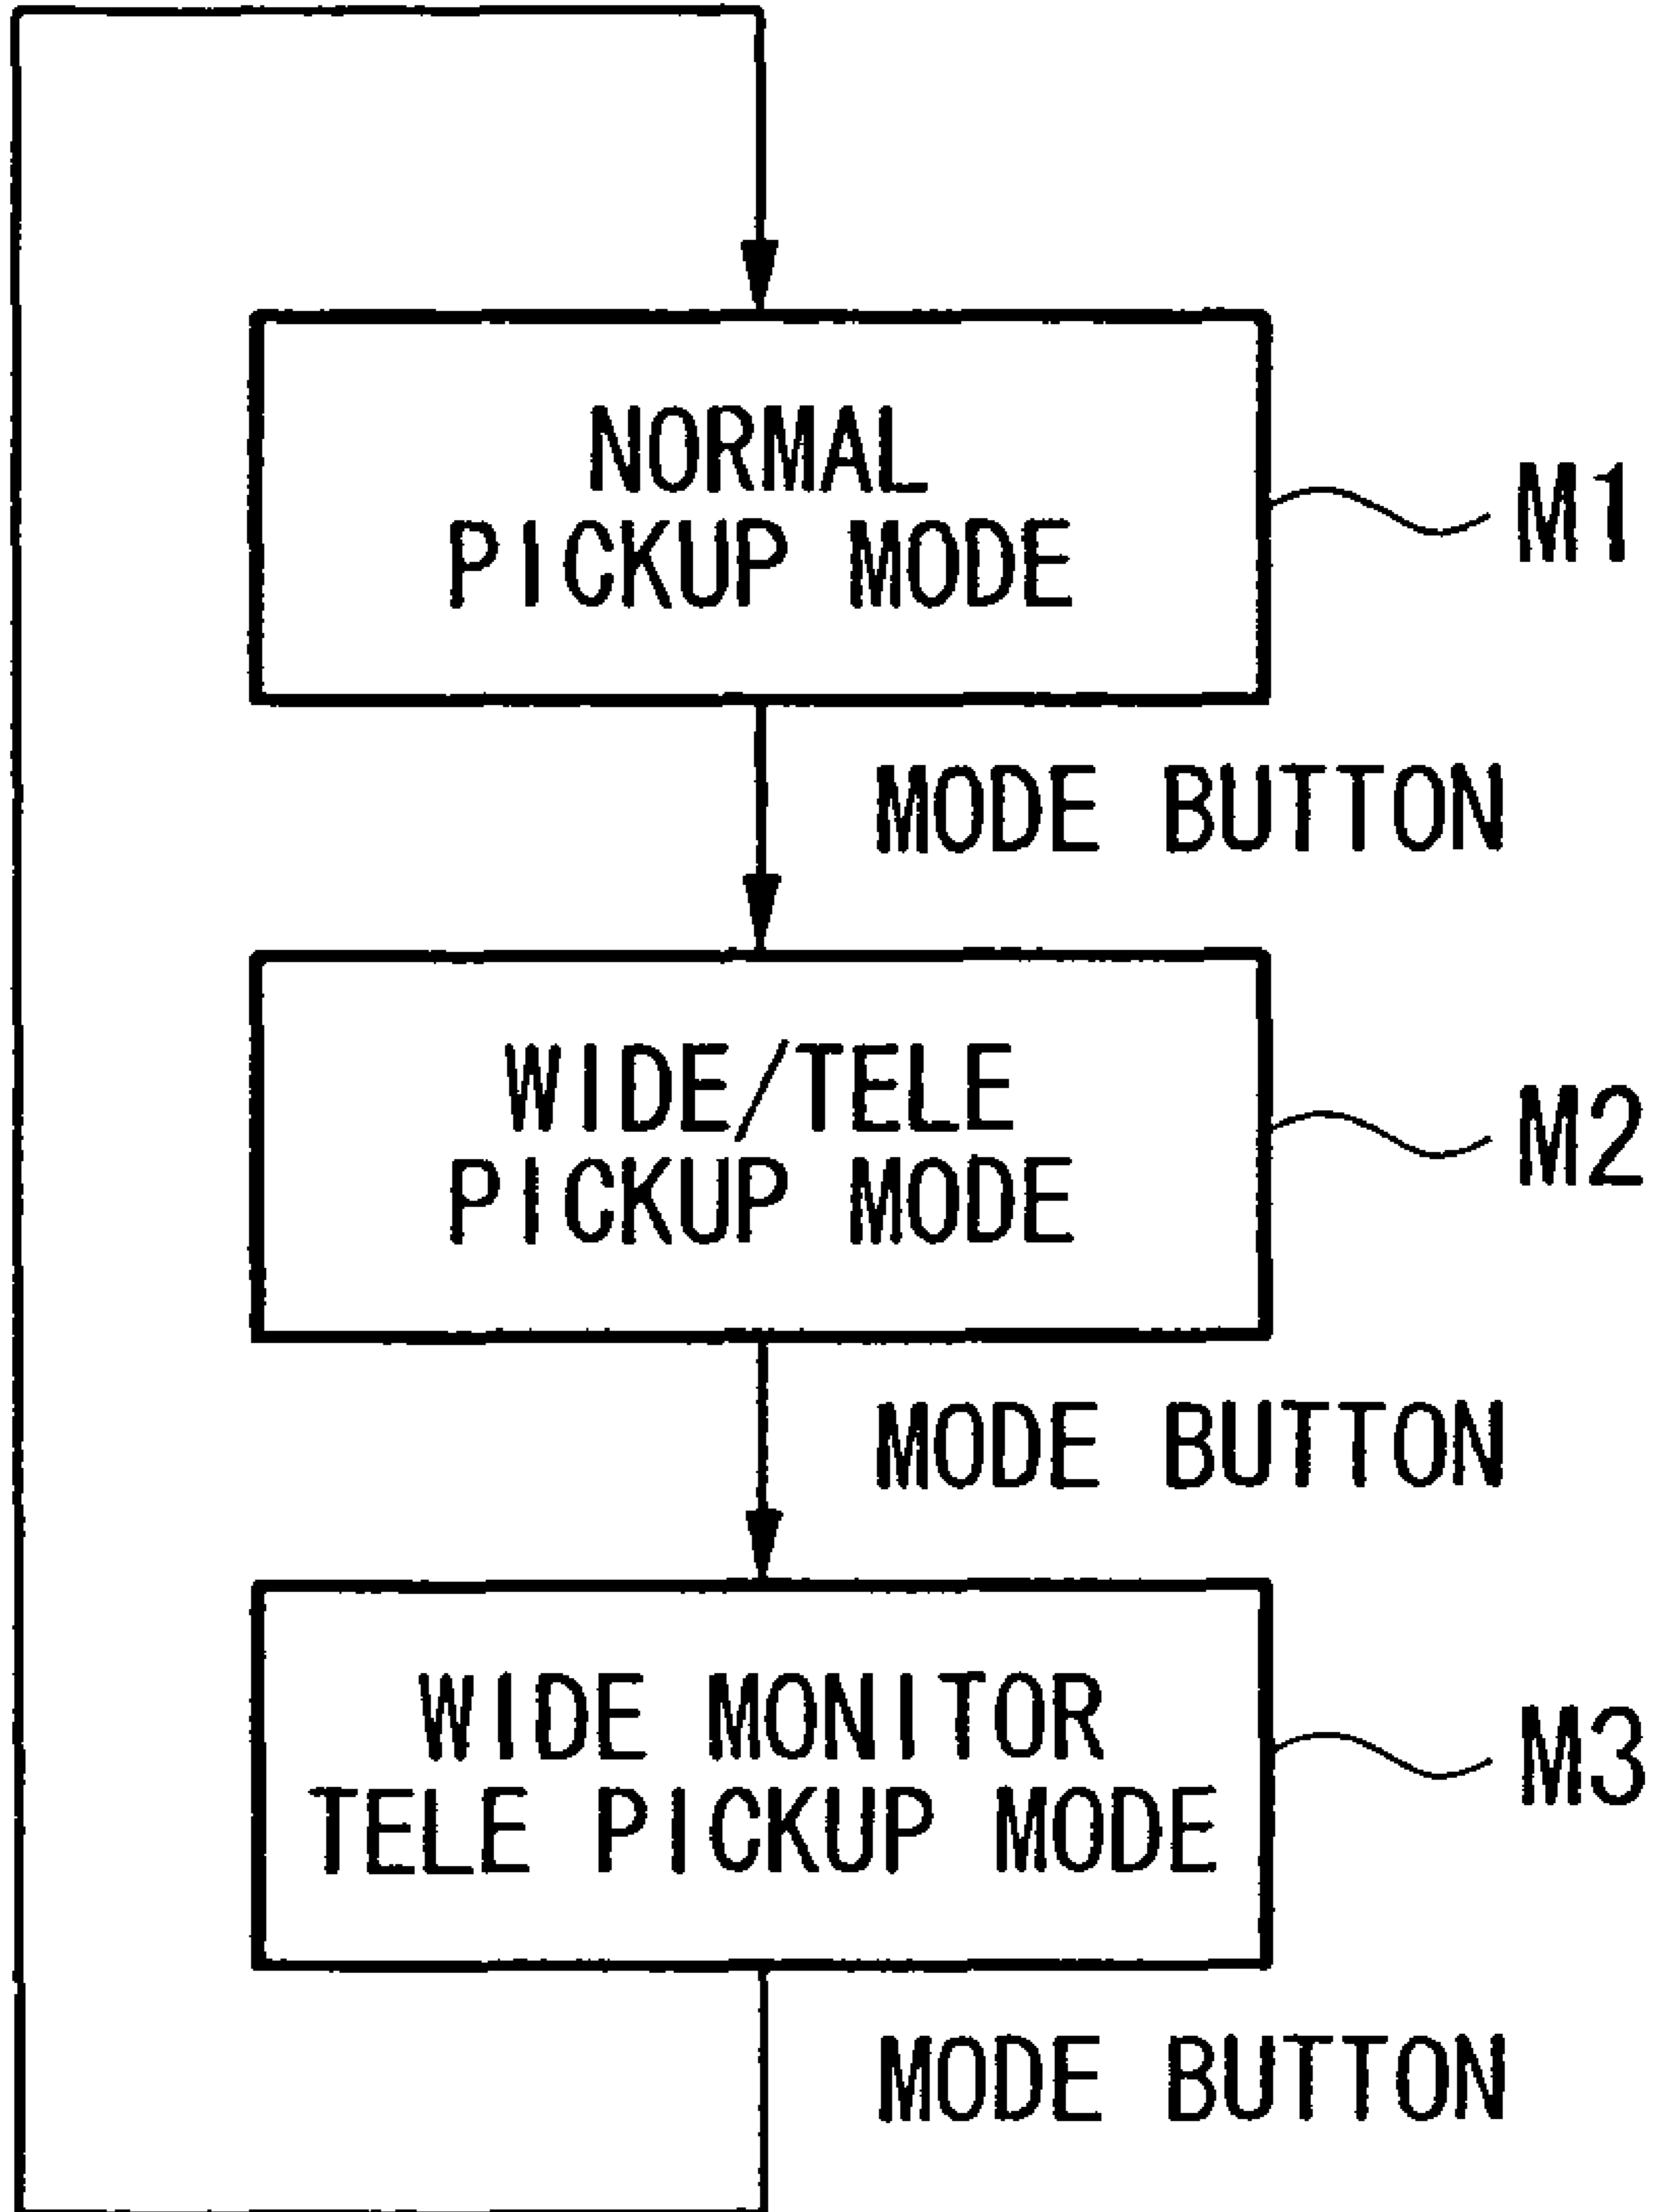 NORMAL
PICKUP MODE
M1
MODE BUTTON
WIDE/TELE
PICKUP MODE
M2
MODE BUTTON
WIDE MONITOR
TELE PICKUP MODE
M3
MODE BUTTON